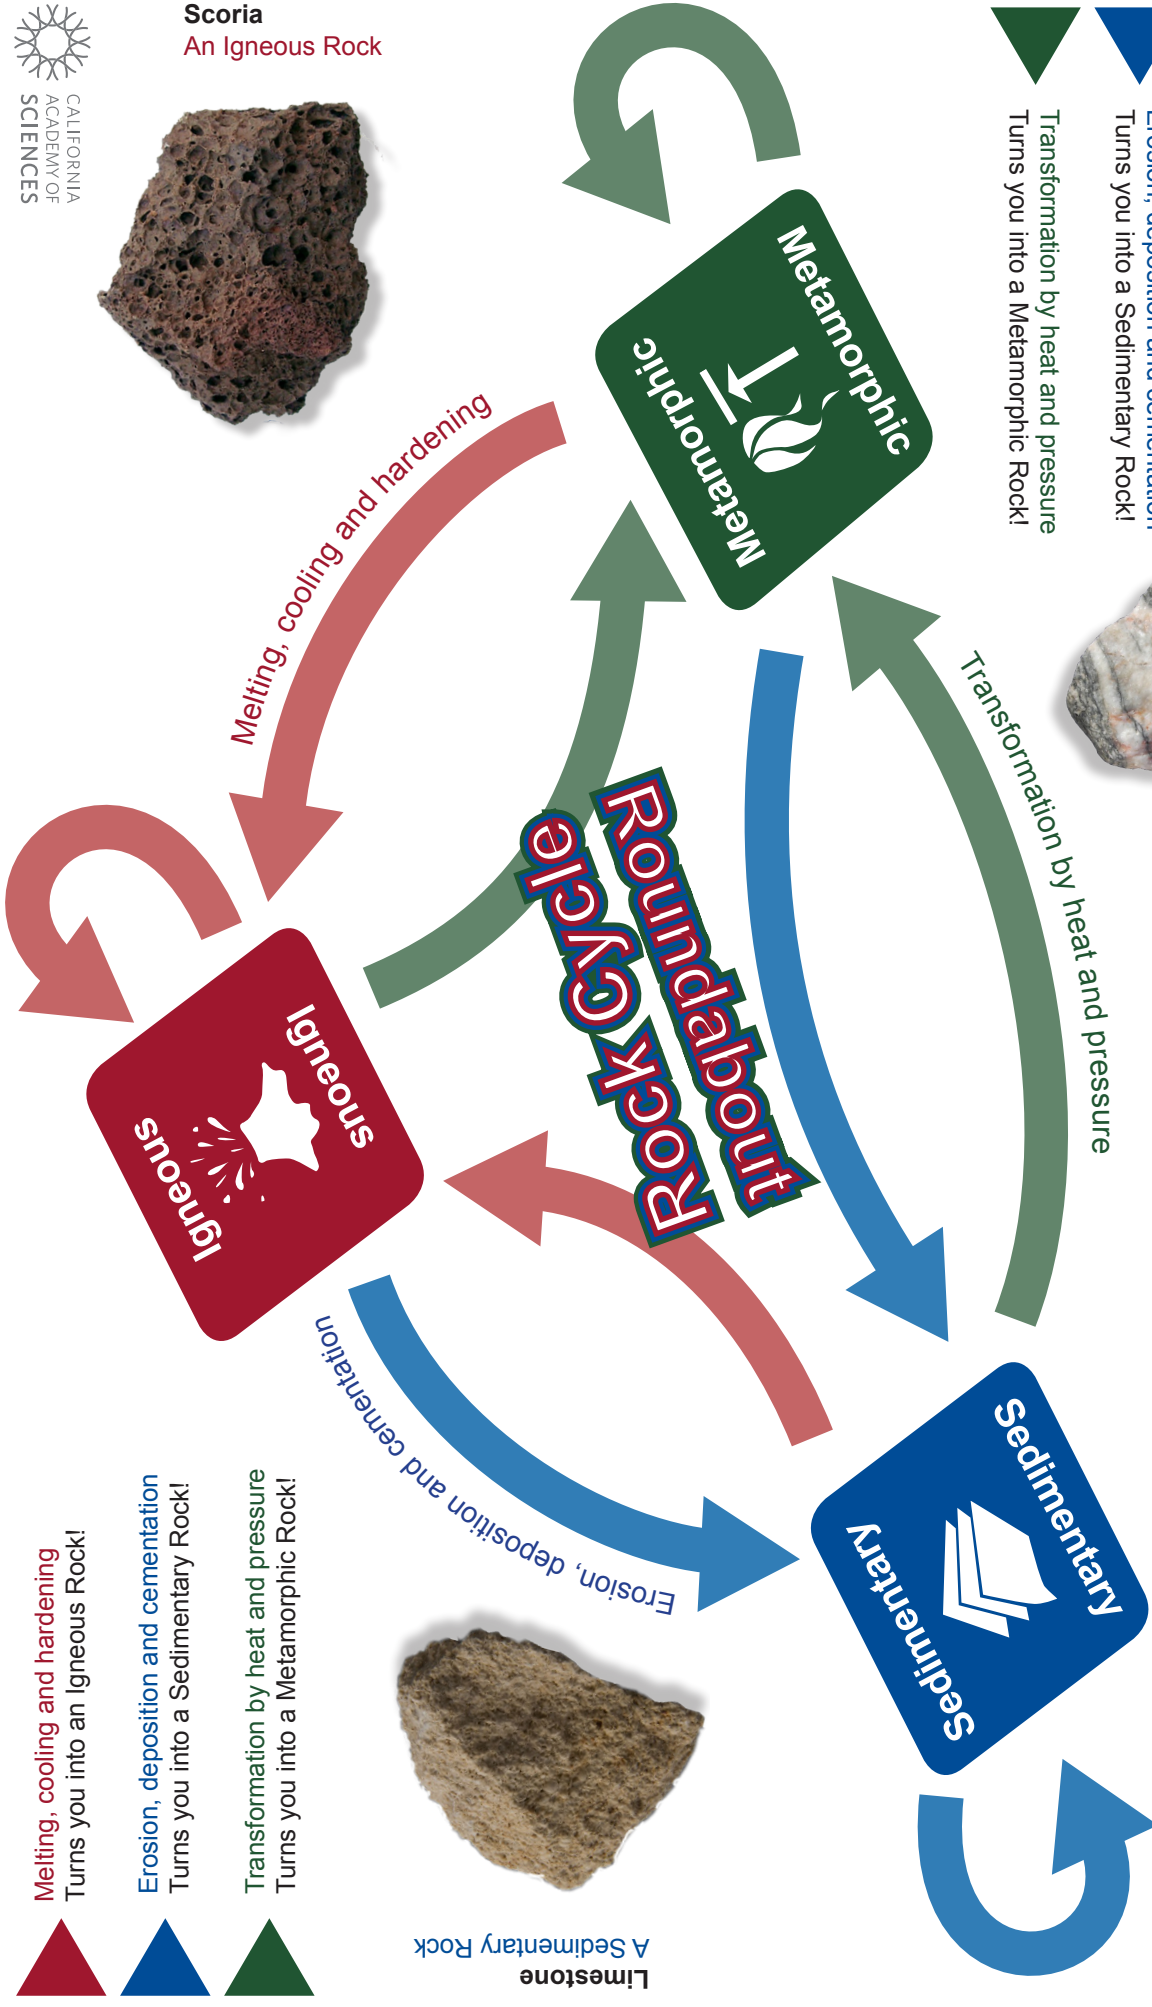 Scoria
An Igneous Rock
CALIFORNIA
ACADEMY OF
SCIENCES
Erosion, deposition and cementation
Turns you into a Sedimentary Rock!
Transformation by heat and pressure
Turns you into a Metamorphic Rock!
Metamorphic
Metamorphic
Melting, cooling and hardening
Transformation by heat and pressure
Rock Cycle
Roundabout
Igneous
Igneous
Erosion, deposition and cementation
Sedimentary
Sedimentary
Melting, cooling and hardening
Turns you into an Igneous Rock!
Erosion, deposition and cementation
Turns you into a Sedimentary Rock!
Transformation by heat and pressure
Turns you into a Metamorphic Rock!
Limestone
A Sedimentary Rock